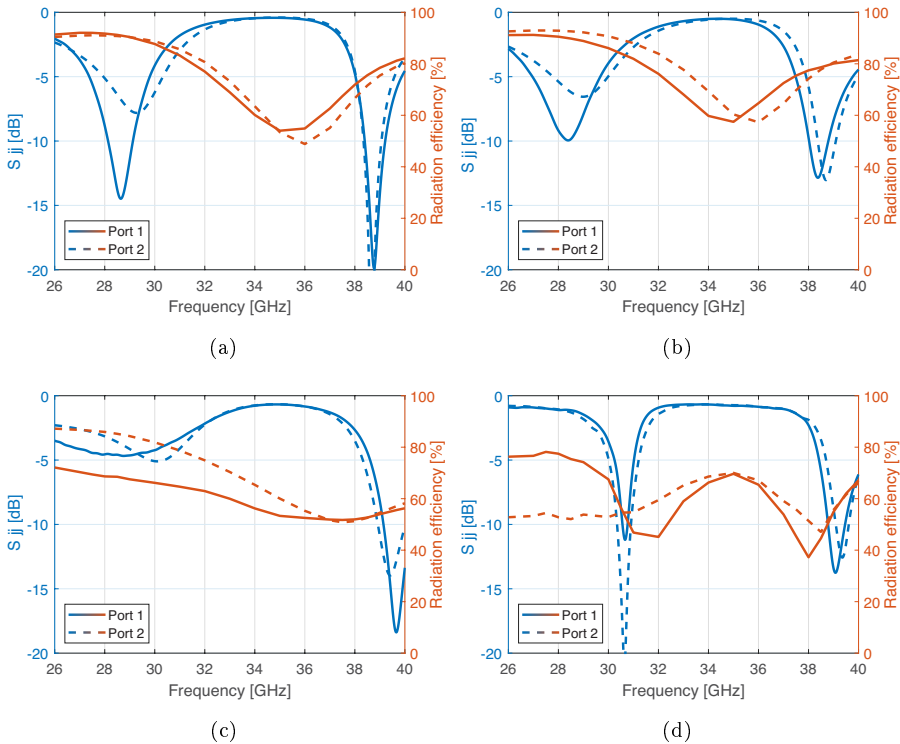 0 100
-5 80
-10 60
-15 40
-20 20
0
S jj [dB]
Radiation efficiency [%]
Port 1
Port 2
26 28 30 32 34 36 38 40
Frequency [GHz]
(a)
0 100
-5 80
-10 60
-15 40
-20 20
0
S jj [dB]
Radiation efficiency [%]
Port 1
Port 2
26 28 30 32 34 36 38 40
Frequency [GHz]
(b)
0 100
-5 80
-10 60
-15 40
-20 20
0
S jj [dB]
Radiation efficiency [%]
Port 1
Port 2
26 28 30 32 34 36 38 40
Frequency [GHz]
(c)
0 100
-5 80
-10 60
-15 40
-20 20
0
S jj [dB]
Radiation efficiency [%]
Port 1
Port 2
26 28 30 32 34 36 38 40
Frequency [GHz]
(d)